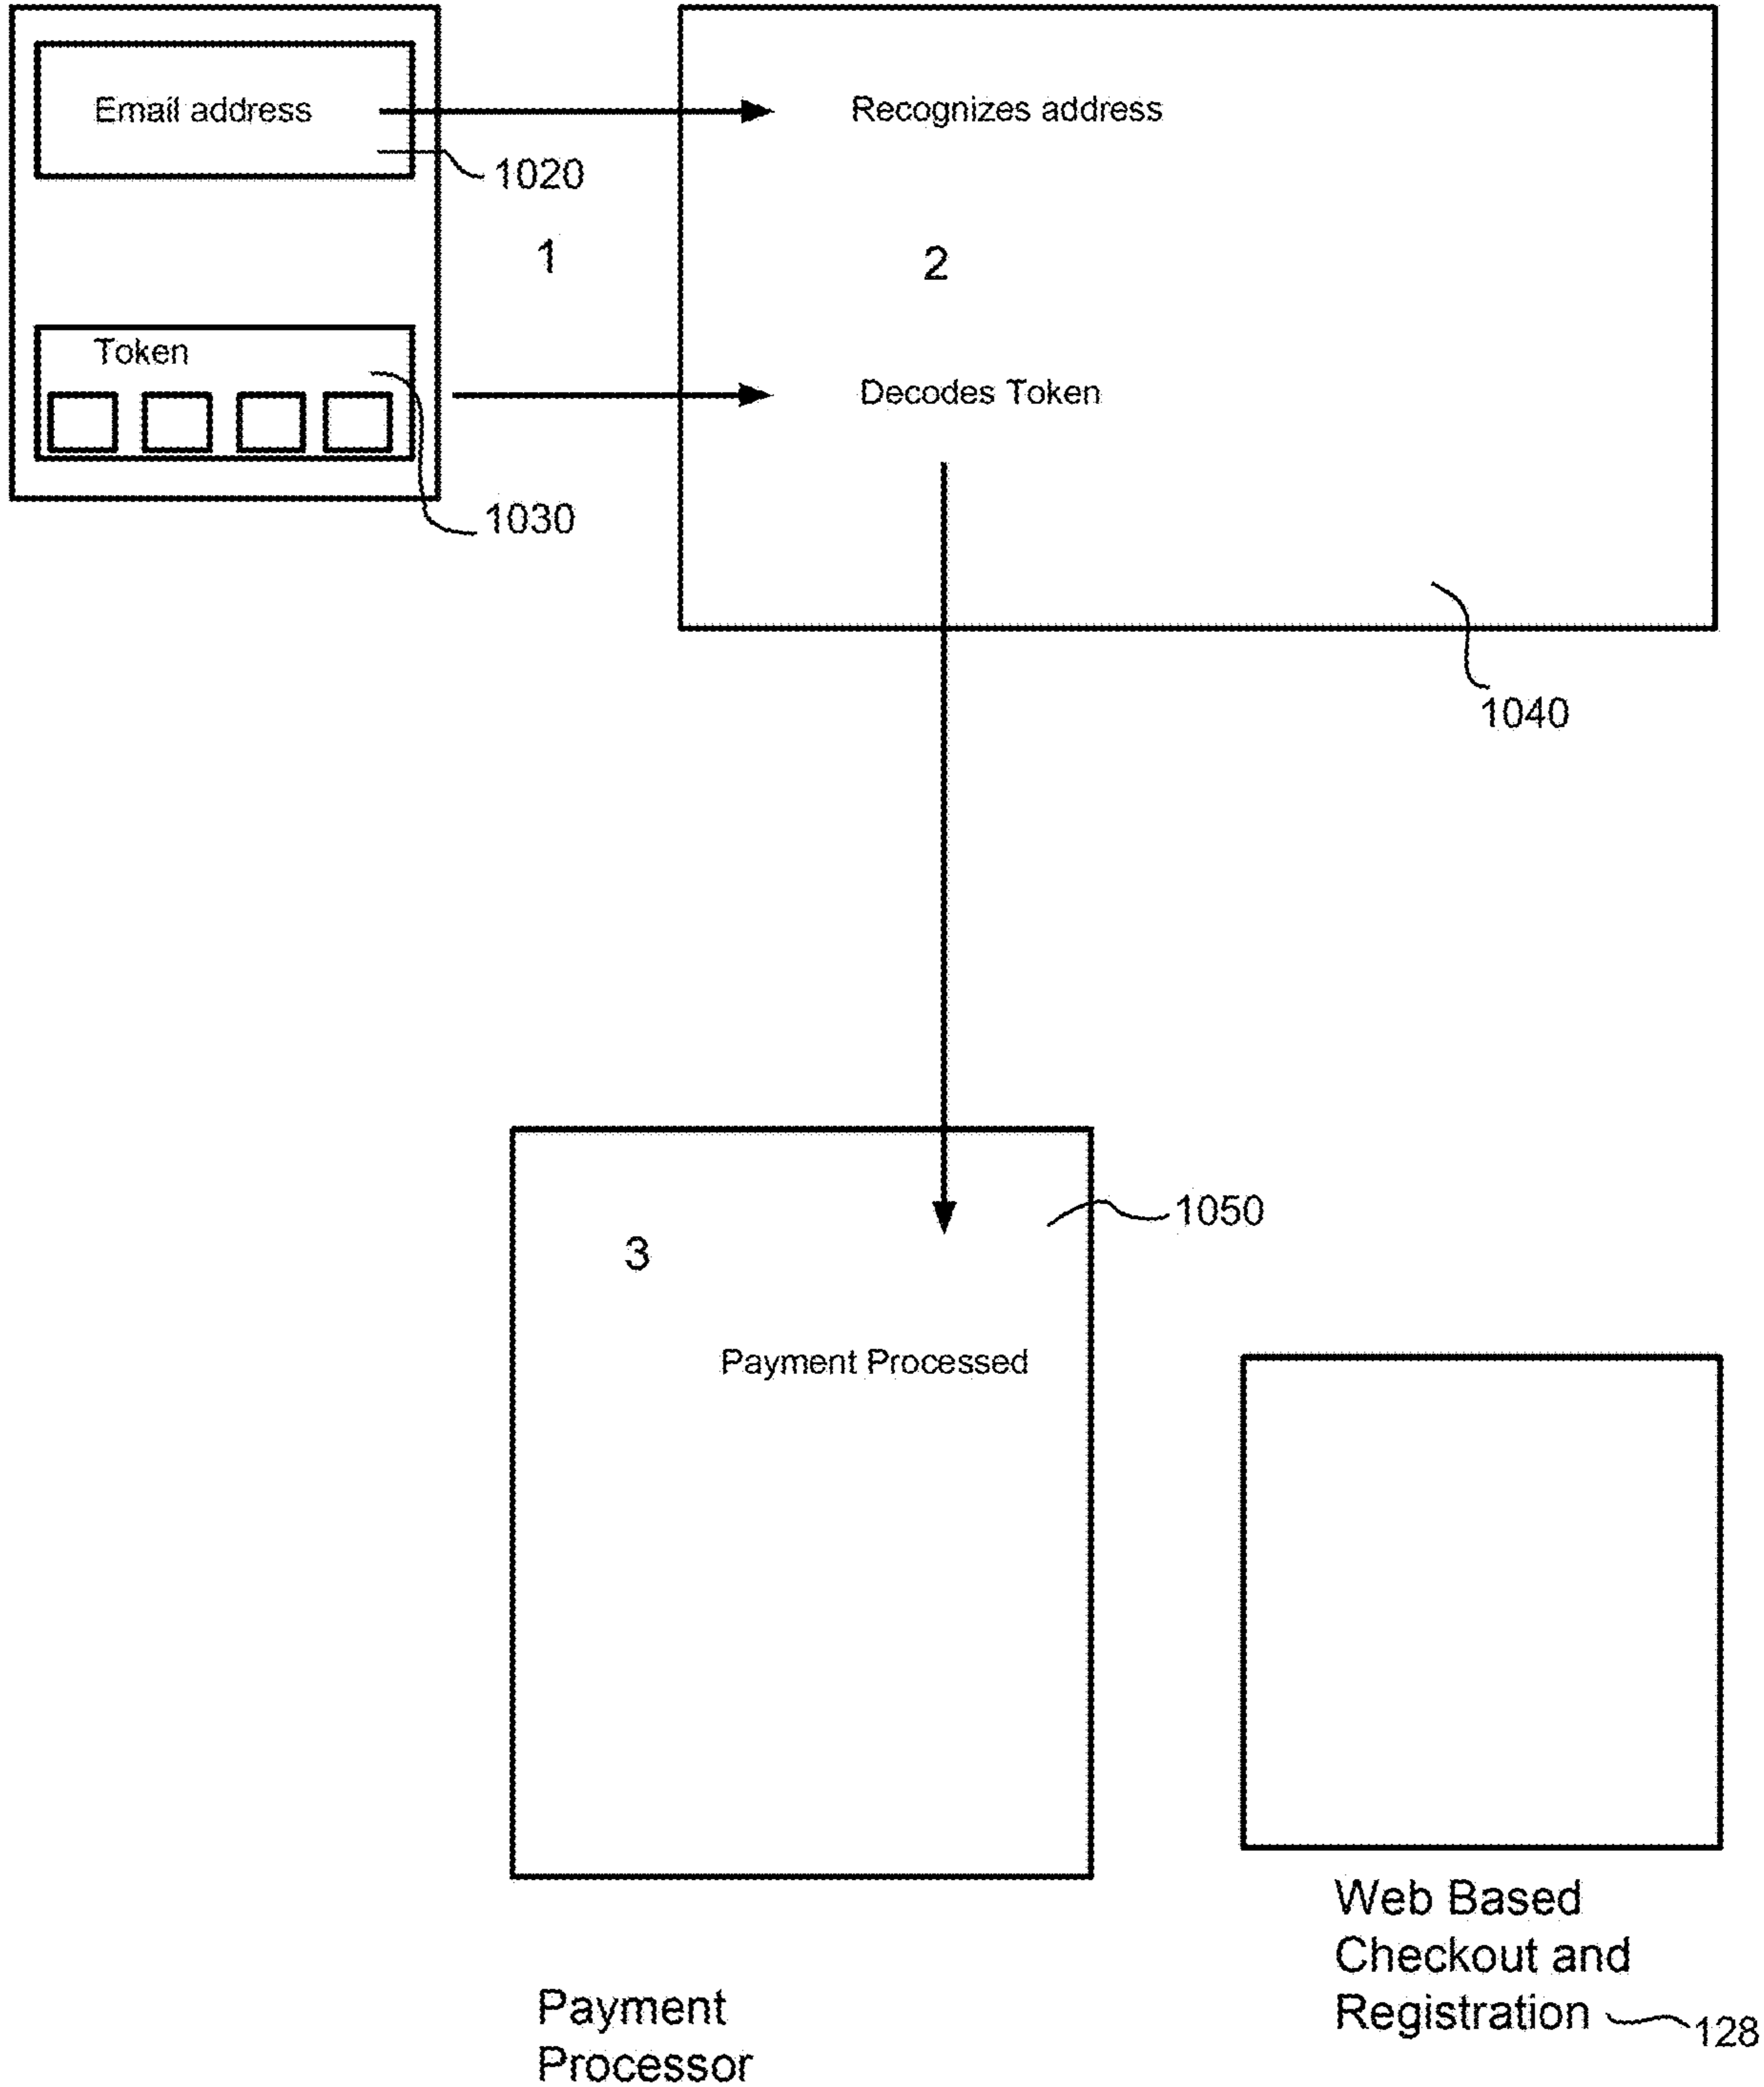 Email address
Recognizes address
1020
1
2
Token
Decodes Token
1030
1040
1050
3
Payment Processed
Web Based
Checkout and
Registration 128
Payment
Processor